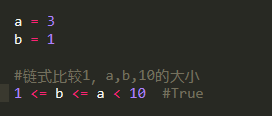 a = 3
b = 1
#链式比较1, a,b,10的大小
1 <= b <= a < 10  #True